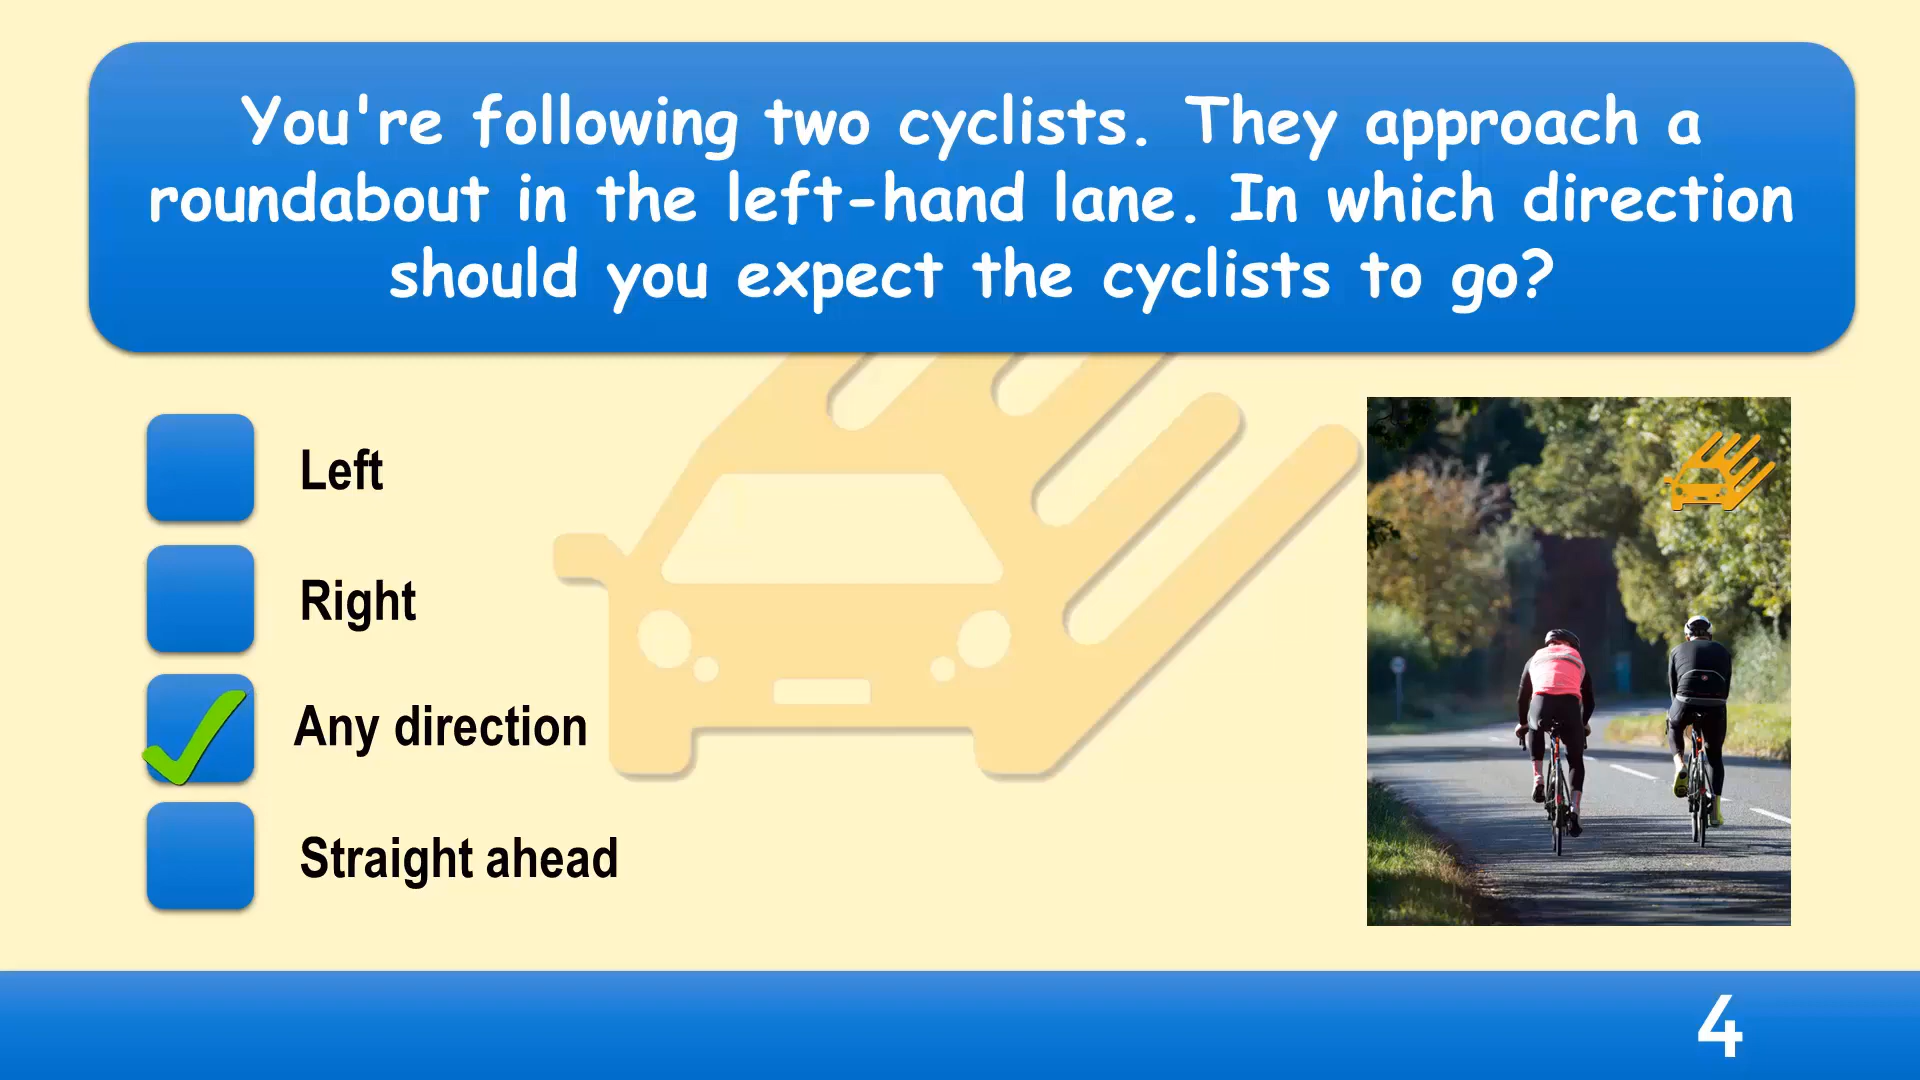 You're following two cyclists. They approach a
roundabout in the left-hand lane. In which direction
should you expect the cyclists to go?
Left
Right
Any direction
Straight ahead
4